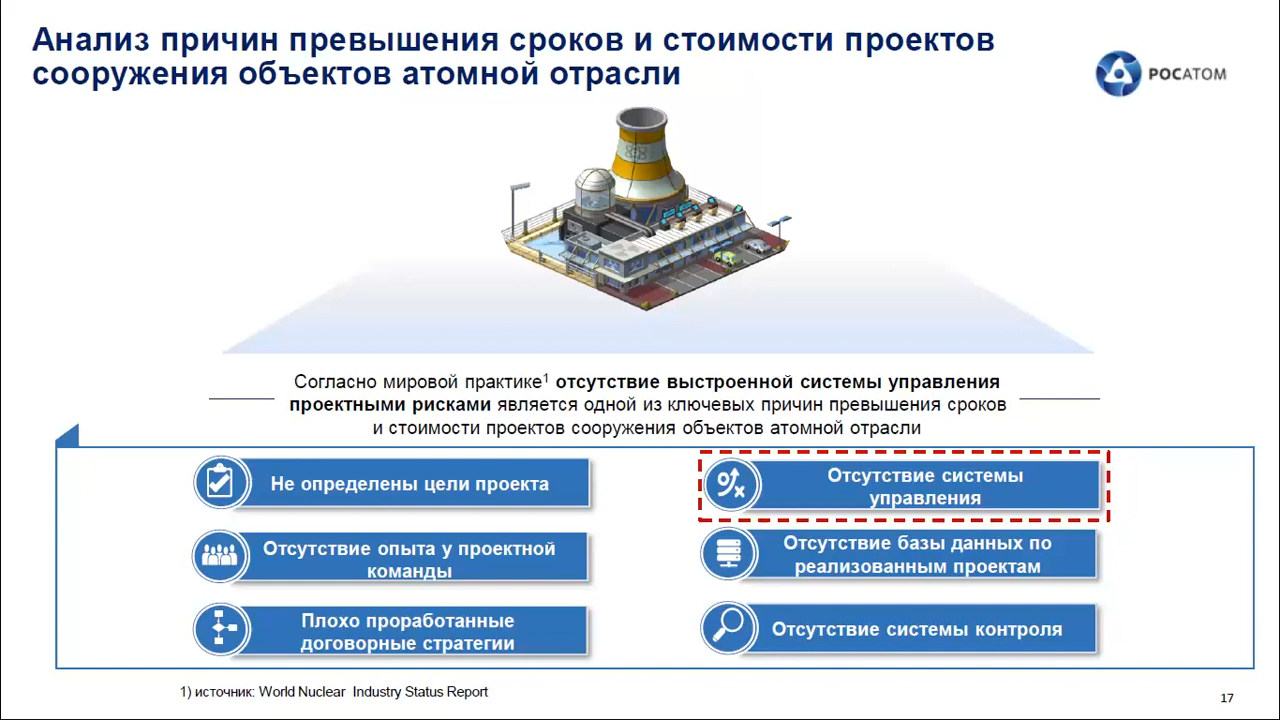 Анализ причин превышения сроков и стоимости проектов
сооружения объектов атомной отрасли
РОСАТОМ
Согласно мировой практике¹ отсутствие выстроенной системы управления
проектными рисками является одной из ключевых причин превышения сроков
и стоимости проектов сооружения объектов атомной отрасли
Не определены цели проекта
Отсутствие опыта у проектной
команды
Плохо проработанные
договорные стратегии
Отсутствие системы
управления
Отсутствие базы данных по
реализованным проектам
Отсутствие системы контроля
1) источник: World Nuclear Industry Status Report
17